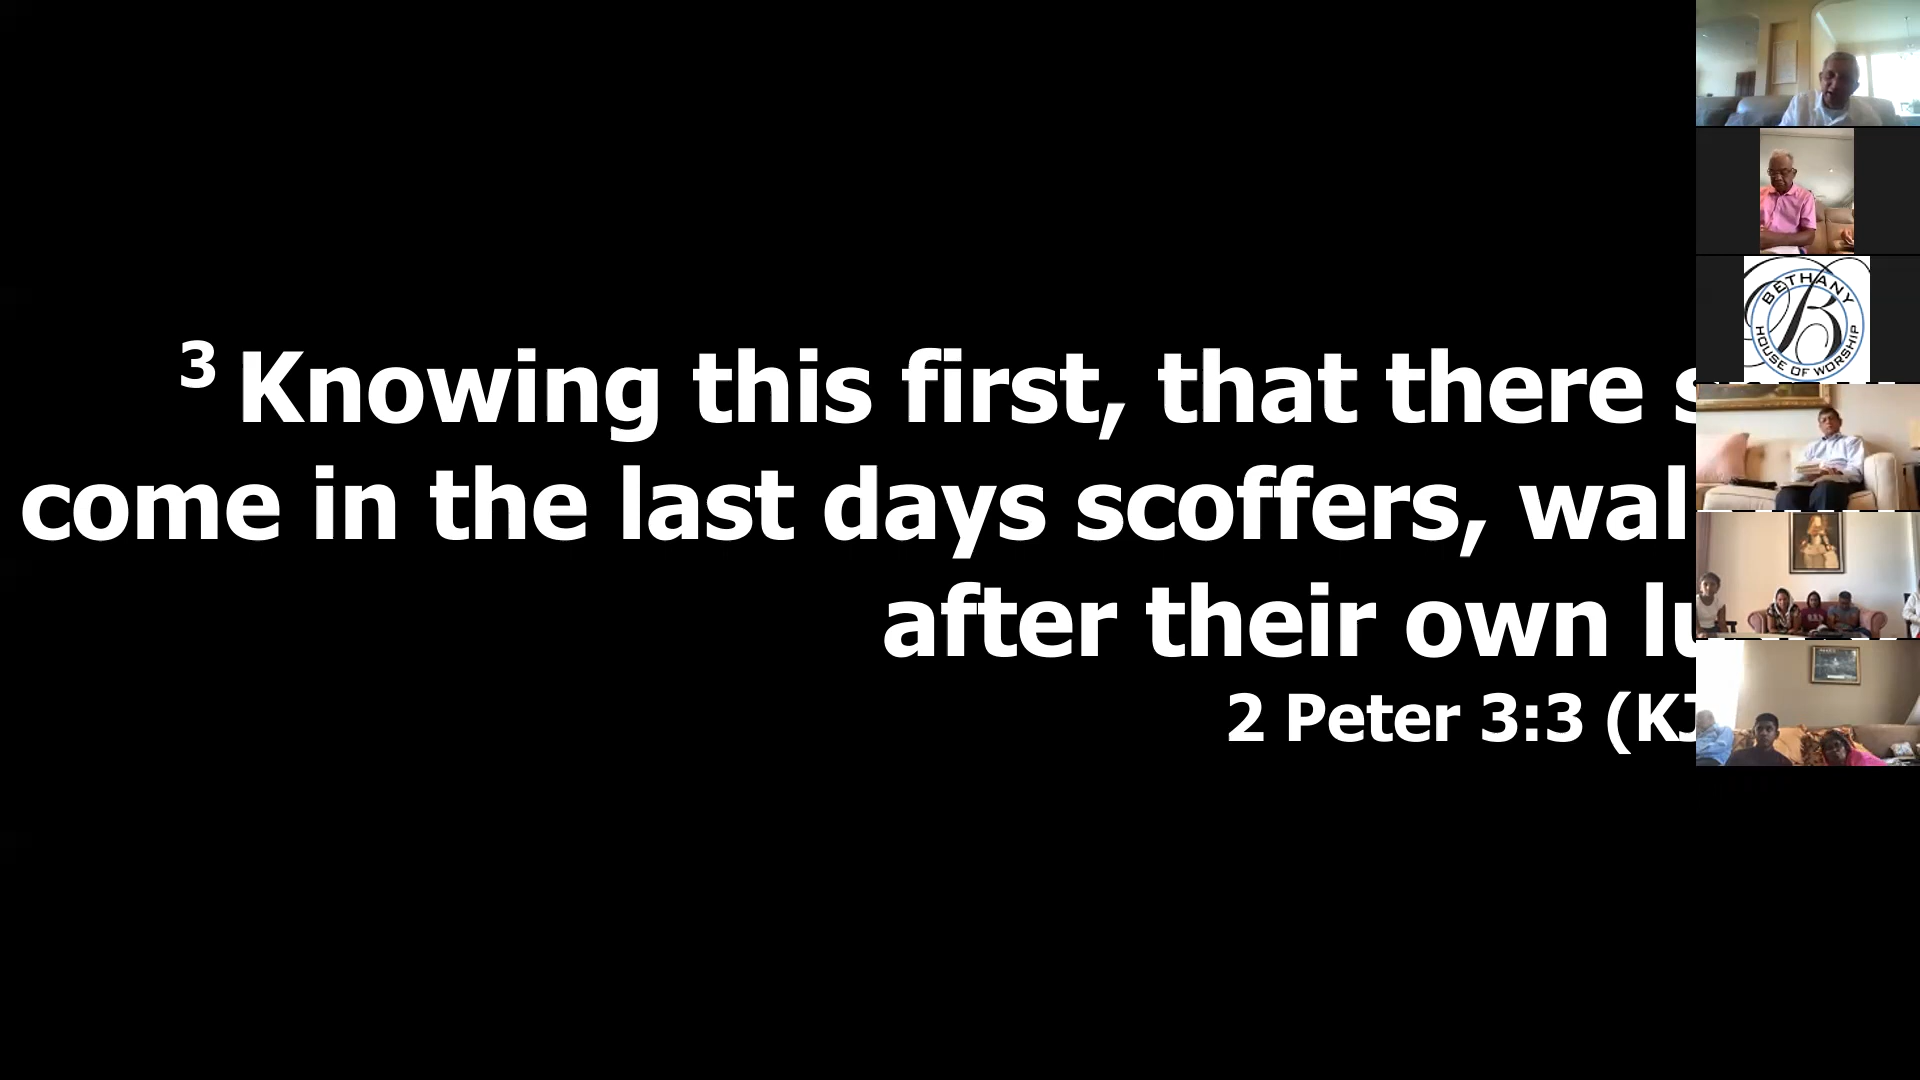 3 Knowing this first, that there
come in the last days scoffers,
after their own
2 Peter 3:3
BETHANY
B
HOUSE OF WORSHIP